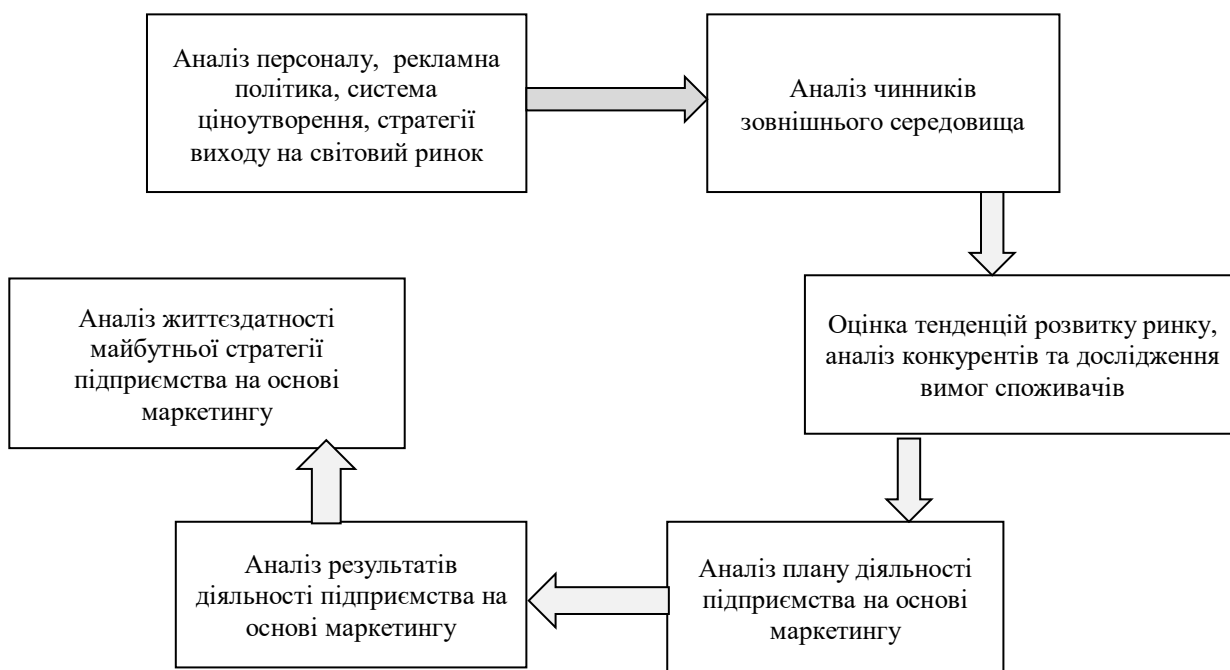 Аналіз персоналу, рекламна
політика, система
ціноутворення, стратегії
виходу на світовий ринок
Аналіз чинників
зовнішнього середовища
Оцінка тенденцій розвитку ринку,
аналіз конкурентів та дослідження
вимог споживачів
Аналіз плану діяльності
підприємства на основі
маркетингу
Аналіз результатів
діяльності підприємства на
основі маркетингу
Аналіз життєздатності
майбутньої стратегії
підприємства на основі
маркетингу